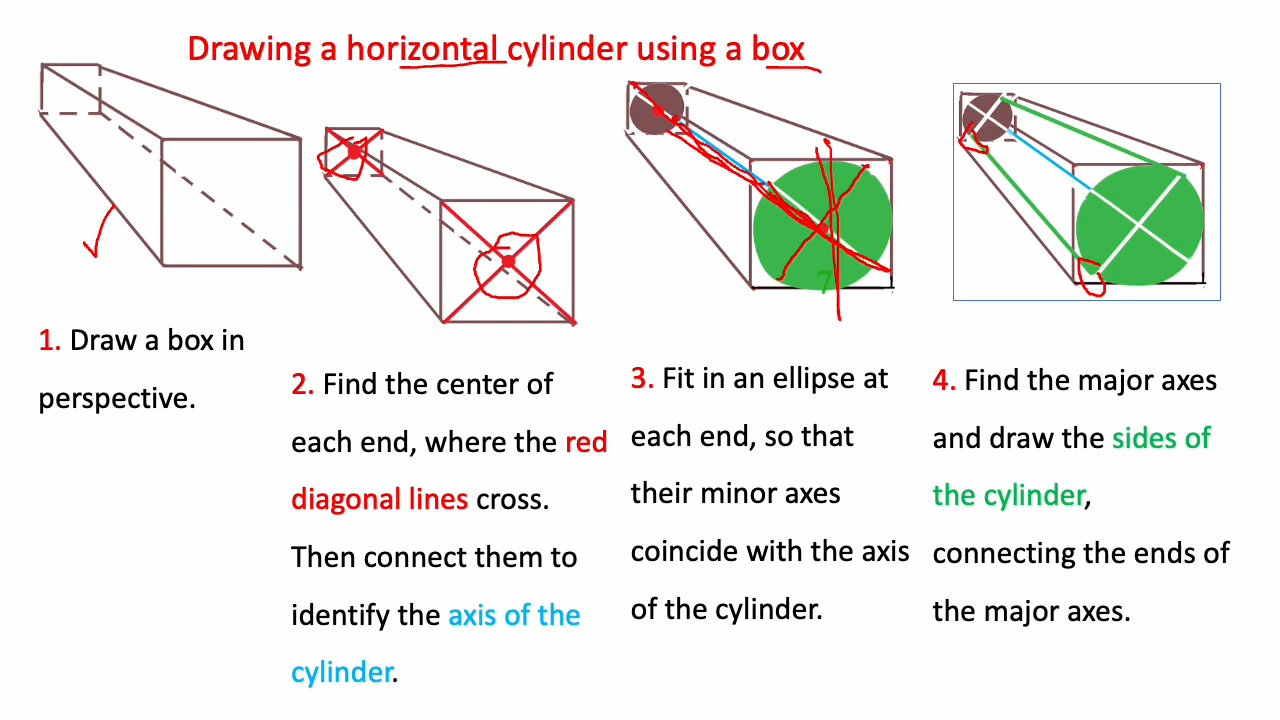 Drawing a horizontal cylinder using a box
1. Draw a box in
perspective.
2. Find the center of
each end, where the red
diagonal lines cross.
Then connect them to
identify the axis of the
cylinder.
7
3. Fit in an ellipse at
each end, so that
their minor axes
coincide with the axis
of the cylinder.
4. Find the major axes
and draw the sides of
the cylinder,
connecting the ends of
the major axes.